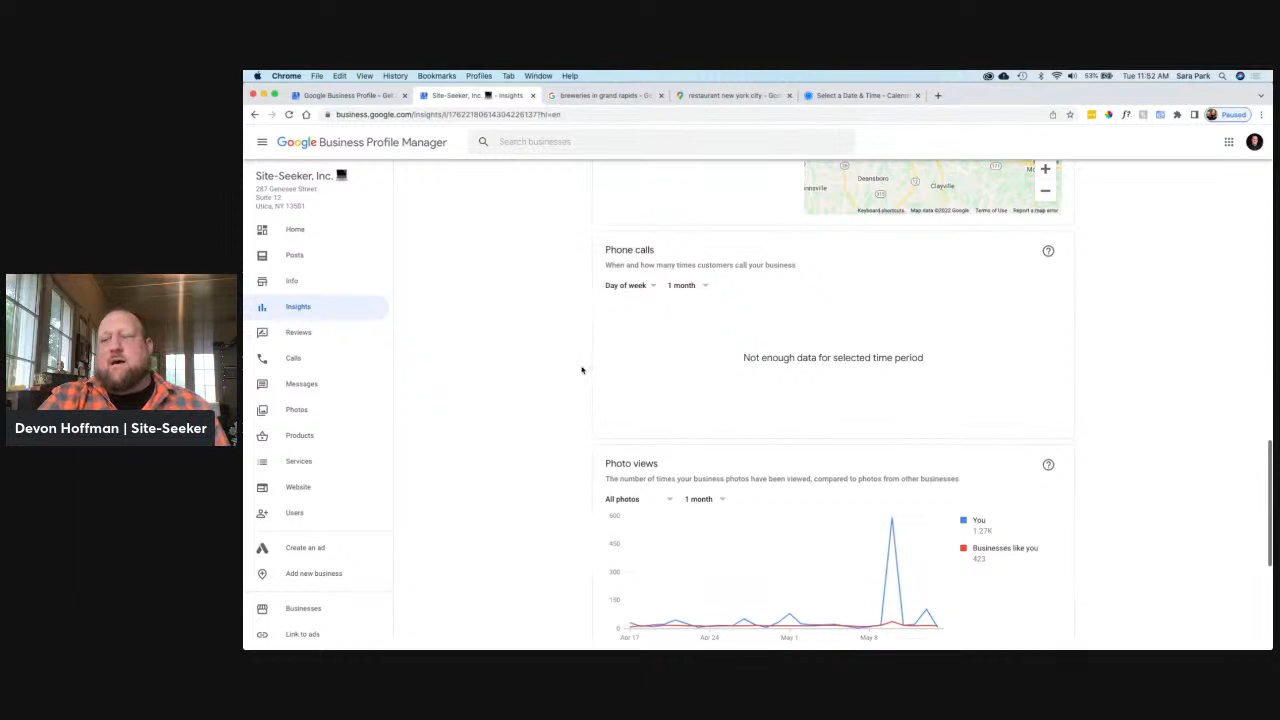 Chrome File Edit View History Bookmarks Profiles Tab Window Help
53% Tue 11:52 AM Sara Park
Google Business Profile - Get
Site-Seeker, Inc. - Insights
breweries in grand rapids - Go
restaurant new york city - Goo
Select a Date & Time - Calend
business.google.com/insights/l/17622180614304226137?hl=en
Paused
Google Business Profile Manager
Search businesses
Site-Seeker, Inc.
287 Genesee Street
Suite 12
Utica, NY 13501
Home
Posts
Info
Insights
Reviews
Calls
Messages
Photos
Products
Services
Website
Users
Create an ad
Add new business
Businesses
Link to ads
Deansboro
Clayville
nnsville
Keyboard shortcuts Map data ©2022 Google Terms of Use Report a map error
Phone calls
When and how many times customers call your business
Day of week 1 month
Not enough data for selected time period
Photo views
The number of times your business photos have been viewed, compared to photos from other businesses
All photos 1 month
600
450
300
150
0
Apr 17 Apr 24 May 1 May 8
You
1.27K
Businesses like you
423
Devon Hoffman | Site-Seeker